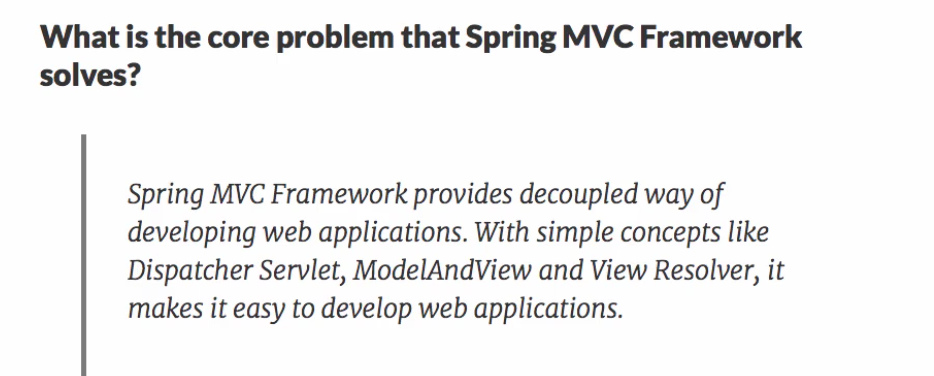 What is the core problem that Spring MVC Framework
solves?
Spring MVC Framework provides decoupled way of
developing web applications. With simple concepts like
Dispatcher Servlet, ModelAndView and View Resolver, it
makes it easy to develop web applications.